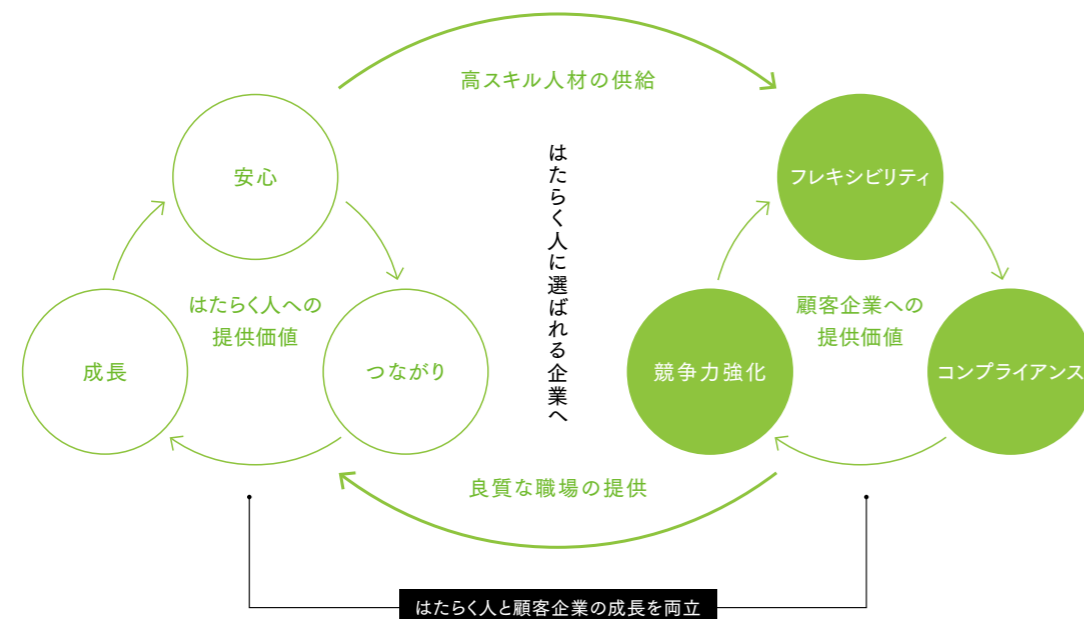 高スキル人材の供給
安心
つながり
成長
はたらく人への
提供価値
はたらく人に選ばれる企業へ
フレキシビリティ
コンプライアンス
競争力強化
顧客企業への
提供価値
良質な職場の提供
はたらく人と顧客企業の成長を両立